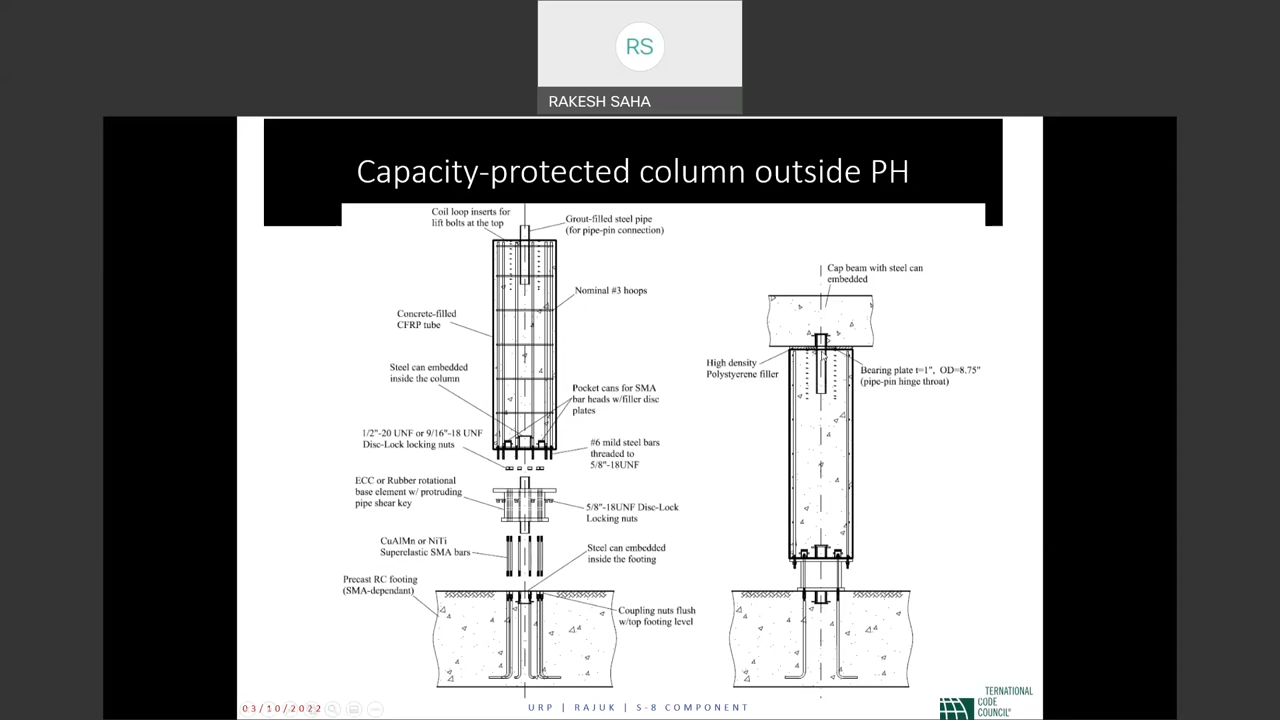 RS
RAKESH SAHA
Capacity-protected column outside PH
Coil loop inserts for
lift bolts at the top
Grout-filled steel pipe
(for pipe-pin connection)
Nominal #3 hoops
Concrete-filled
CFRP tube
Steel can embedded
inside the column
Pocket cans for SMA
bar heads w/filler disc
plates
1/2"-20 UNF or 9/16"-18 UNF
Disc-Lock locking nuts
#6 mild steel bars
threaded to
5/8"-18UNF
ECC or Rubber rotational
base element w/ protruding
pipe shear key
5/8"-18UNF Disc-Lock
Locking nuts
CuAlMn or NiTi
Superelastic SMA bars
Steel can embedded
inside the footing
Precast RC footing
(SMA-dependant)
Coupling nuts flush
w/top footing level
Cap beam with steel can
embedded
High density
Polystyerene filler
Bearing plate t=1", OD=8.75"
(pipe-pin hinge throat)
03/10/2022
URP | RAJUK | S-8 COMPONENT
TERNATIONAL
CODE
COUNCIL